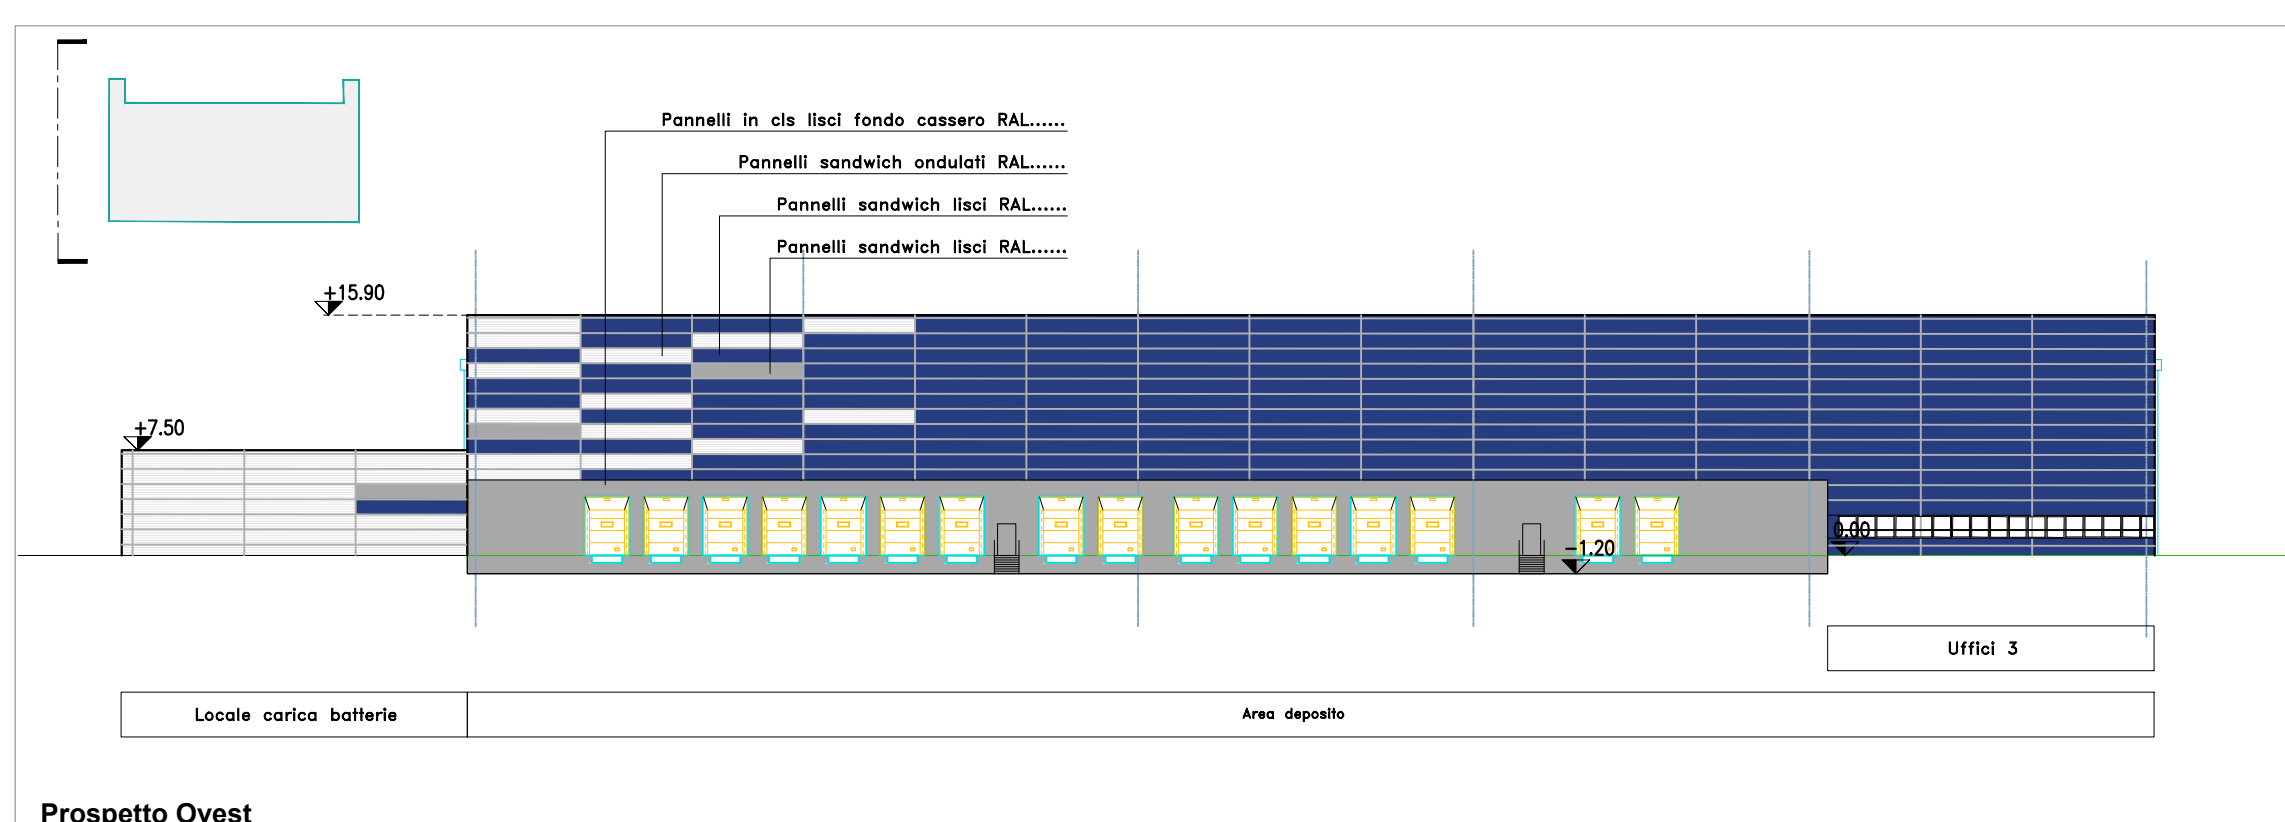 Pannelli in cls lisci fondo cassero RAL......
Pannelli sandwich ondulati RAL......
Pannelli sandwich lisci RAL......
Pannelli sandwich lisci RAL......
+15.90
+7.50
0.00
-1.20
Uffici 3
Locale carica batterie
Area deposito
Prospetto Ovest